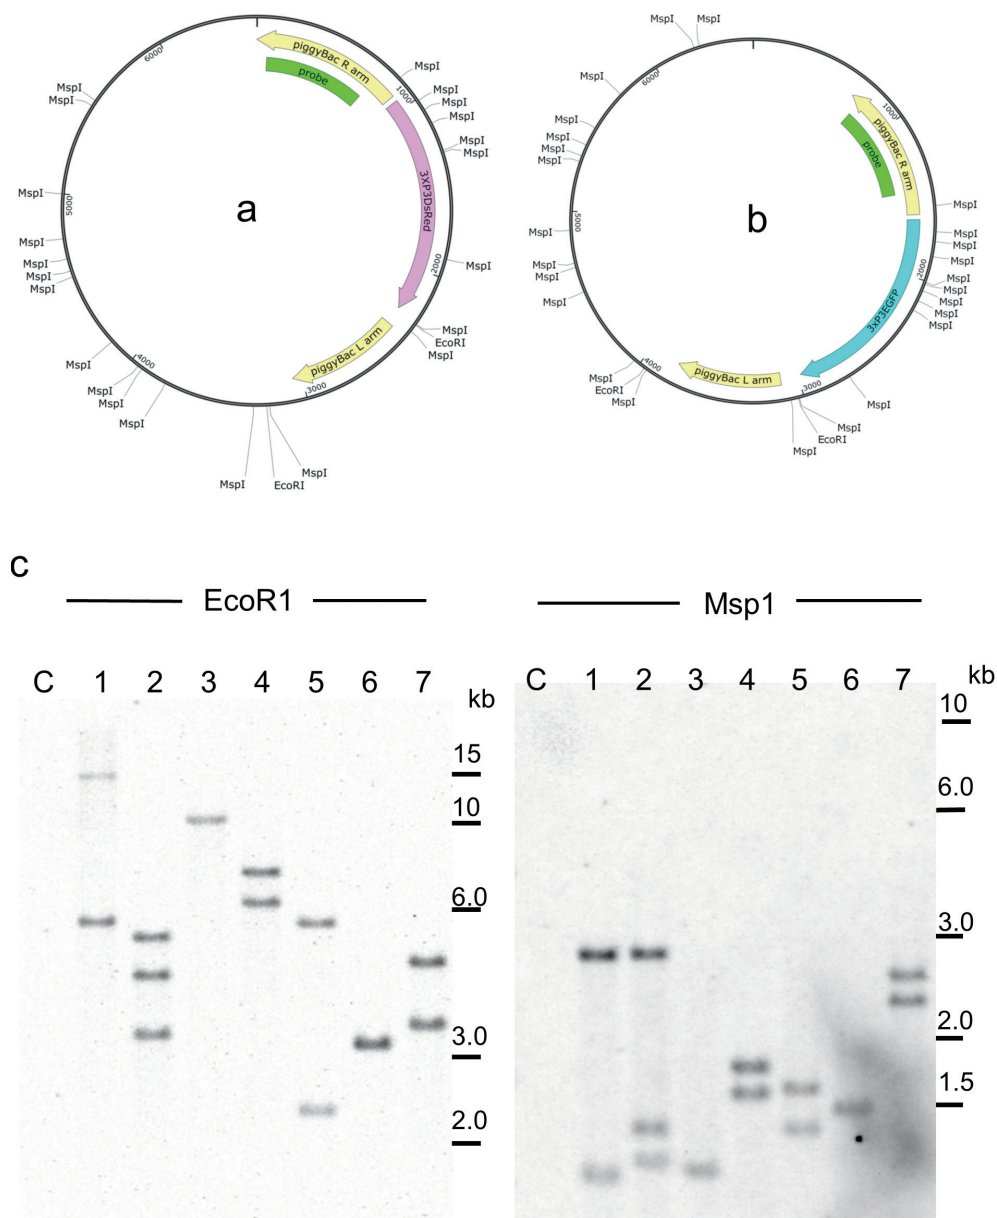 a
piggyBac R arm
probe
3XP3DsRed
piggyBac L arm
1000
2000
3000
4000
5000
6000
MspI
MspI
MspI
MspI
MspI
MspI
MspI
MspI
EcoRI
MspI
MspI
EcoRI
MspI
MspI
MspI
MspI
MspI
MspI
MspI
MspI
MspI
MspI
MspI
MspI
b
piggyBac R arm
probe
3xP3EGFP
piggyBac L arm
1000
2000
3000
4000
5000
6000
MspI
MspI
MspI
MspI
MspI
MspI
MspI
MspI
MspI
MspI
MspI
EcoRI
MspI
MspI
EcoRI
MspI
MspI
MspI
MspI
MspI
MspI
MspI
MspI
MspI
MspI
MspI
MspI
c
EcoR1
C 1 2 3 4 5 6 7
kb
15
10
6.0
3.0
2.0
Msp1
C 1 2 3 4 5 6 7
kb
10
6.0
3.0
2.0
1.5